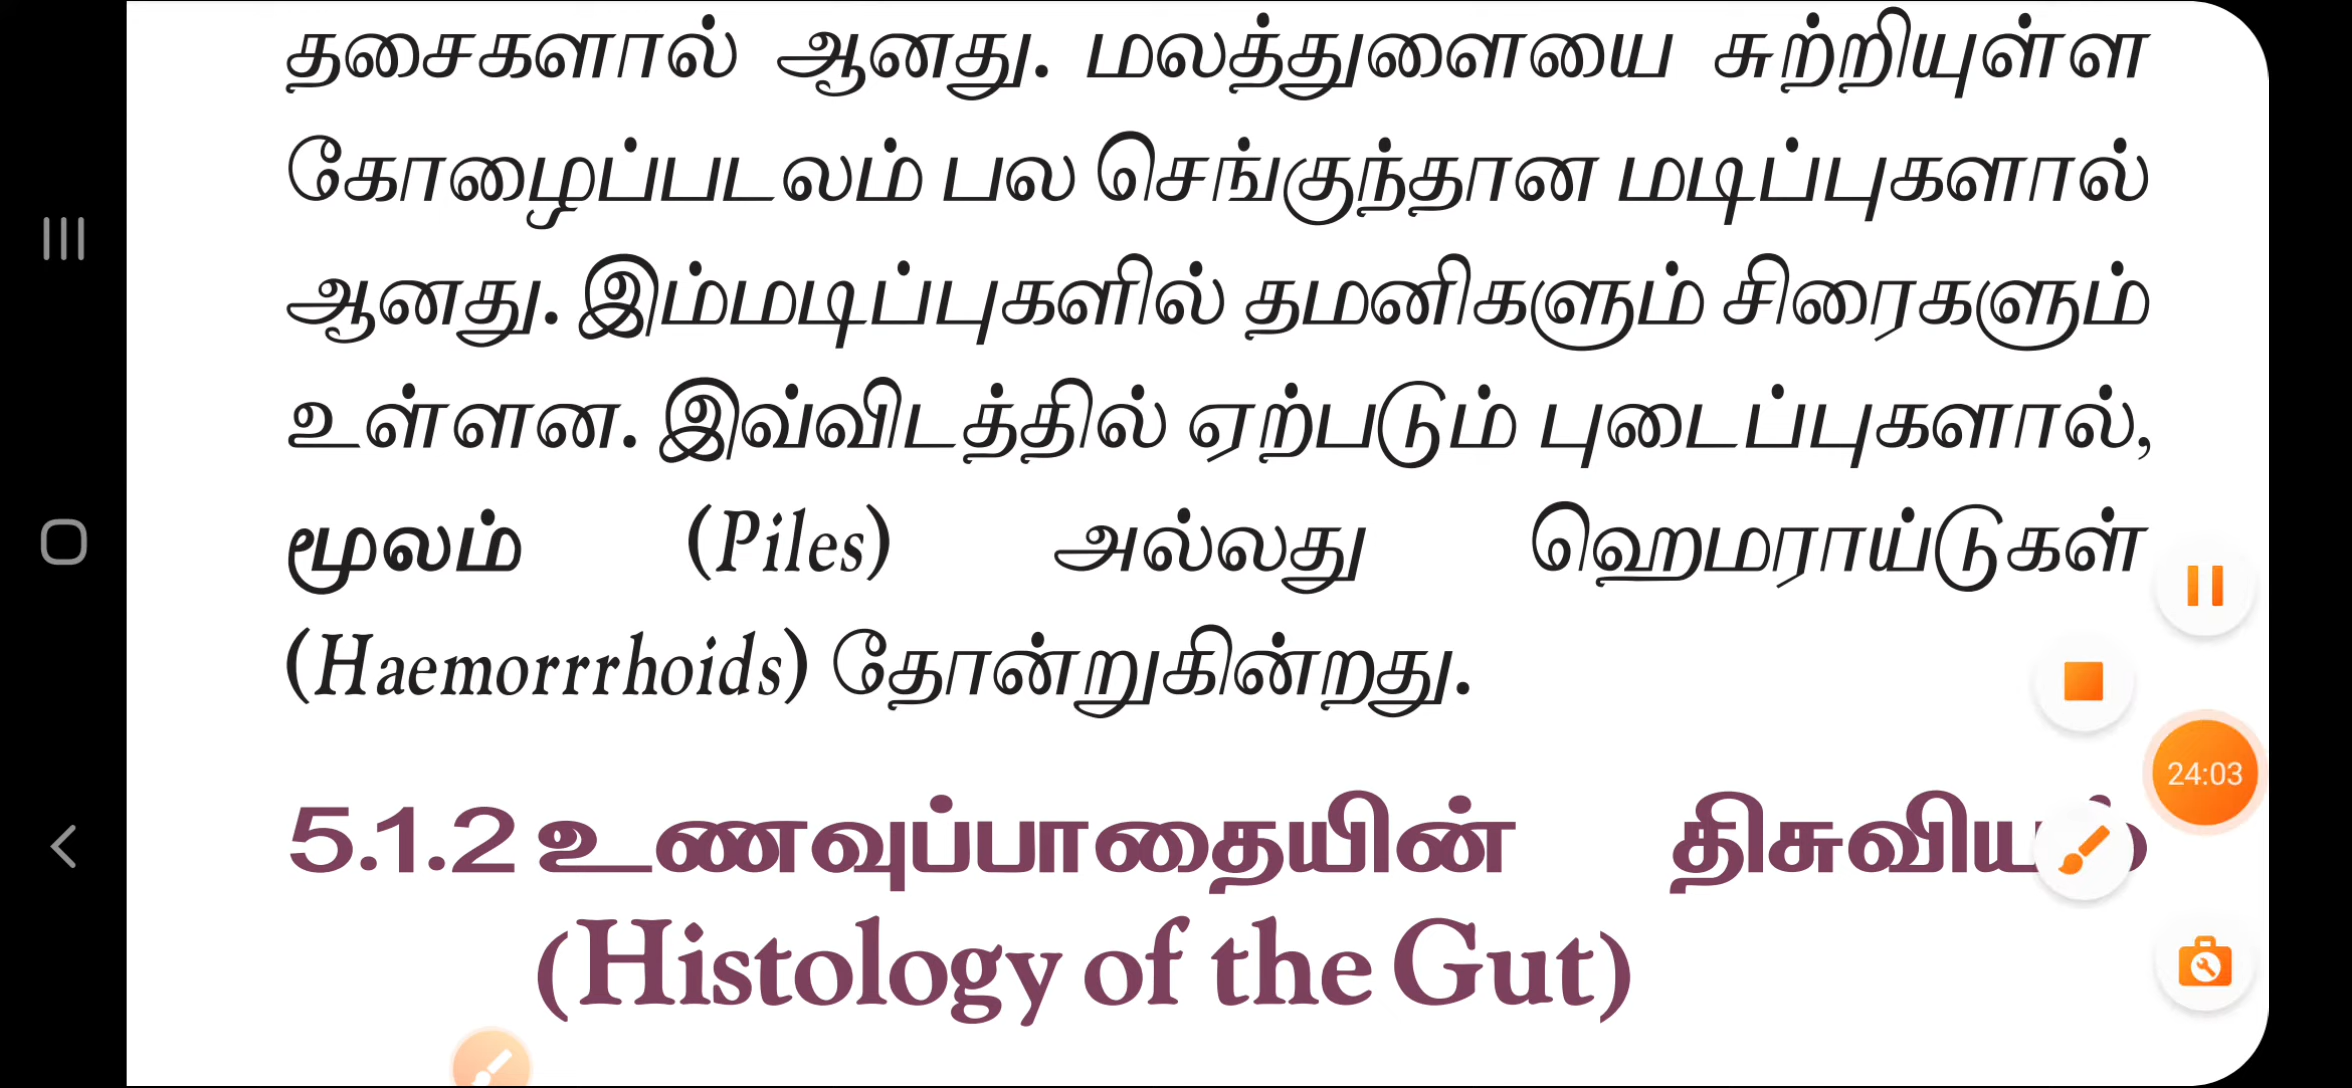 தசைகளால் ஆனது. மலத்துளையை சுற்றியுள்ள
கோழைப்படலம் பல செங்குந்தான மடிப்புகளால்
ஆனது. இம்மடிப்புகளில் தமனிகளும் சிரைகளும்
உள்ளன. இவ்விடத்தில் ஏற்படும் புடைப்புகளால்,
மூலம் (Piles) அல்லது ஹெமராய்டுகள்
(Haemorrrhoids) தோன்றுகின்றது.
24:03
5.1.2 உணவுப்பாதையின்
(Histology of the Gut)